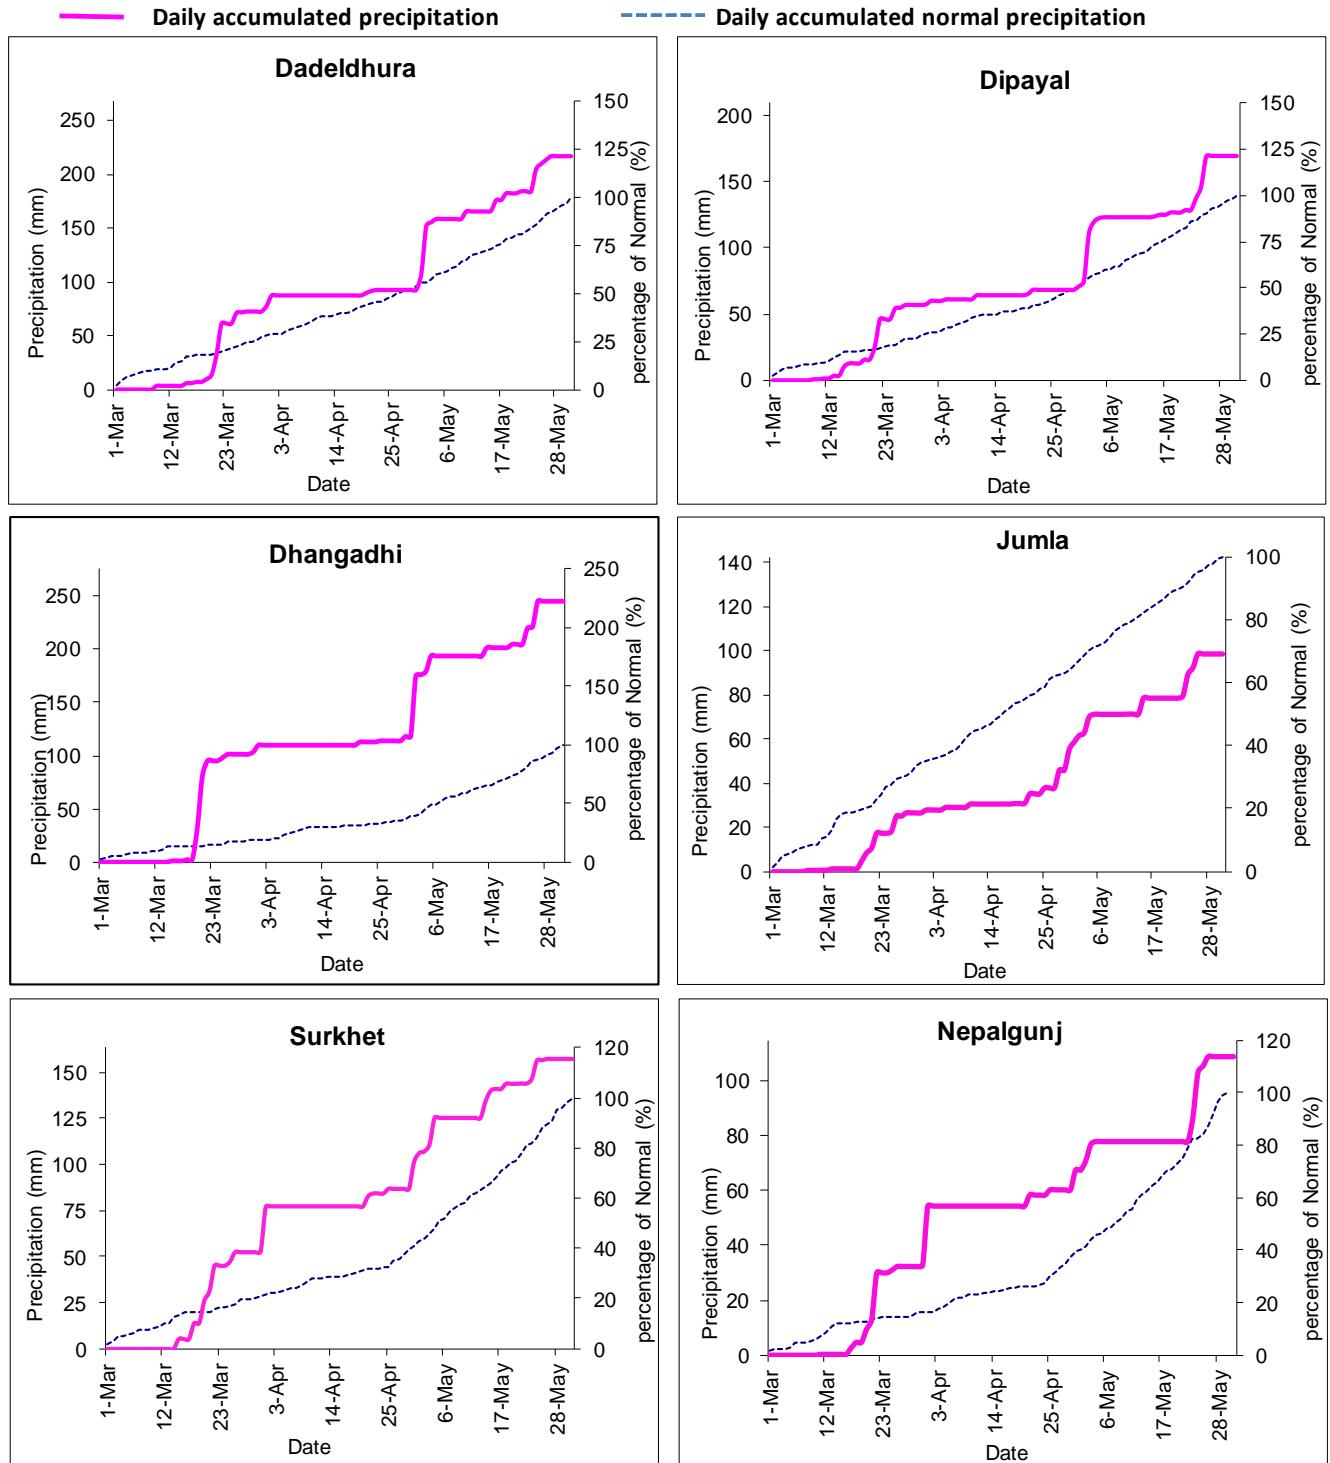 Daily accumulated precipitation
Daily accumulated normal precipitation
Dadeldhura
Precipitation (mm)
250
200
150
100
50
0
150
125
100
75
50
25
0
percentage of Normal (%)
1-Mar
12-Mar
23-Mar
3-Apr
14-Apr
25-Apr
6-May
17-May
28-May
Date
Dipayal
Precipitation (mm)
200
150
100
50
0
150
125
100
75
50
25
0
percentage of Normal (%)
1-Mar
12-Mar
23-Mar
3-Apr
14-Apr
25-Apr
6-May
17-May
28-May
Date
Dhangadhi
Precipitation (mm)
250
200
150
100
50
0
250
200
150
100
50
0
percentage of Normal (%)
1-Mar
12-Mar
23-Mar
3-Apr
14-Apr
25-Apr
6-May
17-May
28-May
Date
Jumla
Precipitation (mm)
140
120
100
80
60
40
20
0
100
80
60
40
20
0
percentage of Normal (%)
1-Mar
12-Mar
23-Mar
3-Apr
14-Apr
25-Apr
6-May
17-May
28-May
Date
Surkhet
Precipitation (mm)
150
125
100
75
50
25
0
120
100
80
60
40
20
0
percentage of Normal (%)
1-Mar
12-Mar
23-Mar
3-Apr
14-Apr
25-Apr
6-May
17-May
28-May
Date
Nepalgunj
Precipitation (mm)
100
80
60
40
20
0
120
100
80
60
40
20
0
percentage of Normal (%)
1-Mar
12-Mar
23-Mar
3-Apr
14-Apr
25-Apr
6-May
17-May
28-May
Date